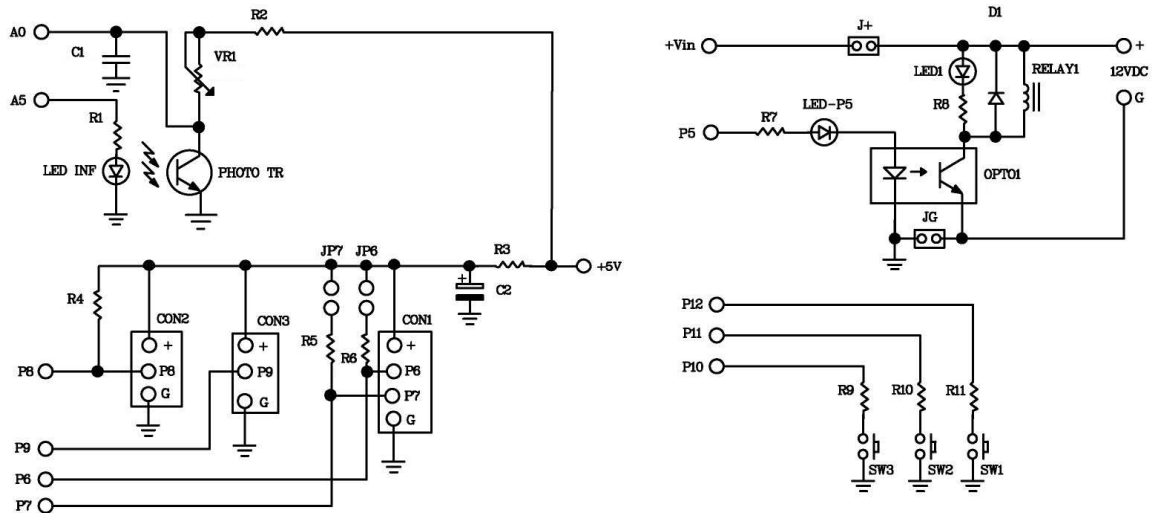 R2
A0
C1
VR1
A5
R1
LED INF
PHOTO TR
JP7 JP6
R3
+5V
+
C2
R4
CON2
CON3
R5
R6
CON1
+
+
+
P8
P8
P9
P6
P7
G
G
G
P9
P6
P7
D1
J+
+Vin
+
LED1
RELAY1
12VDC
G
R8
LED-P5
R7
P5
OPTO1
JG
P12
P11
P10
R9
R10
R11
SW3
SW2
SW1